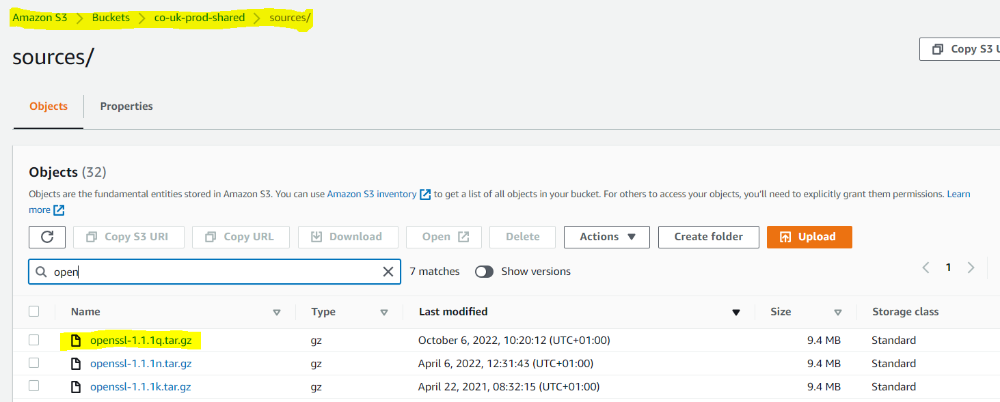 Amazon S3 > Buckets > co-uk-prod-shared > sources/
sources/
Copy S3 U
Objects Properties
Objects (32)
Objects are the fundamental entities stored in Amazon S3. You can use Amazon S3 inventory to get a list of all objects in your bucket. For others to access your objects, you'll need to explicitly grant them permissions. Learn
more
Copy S3 URI Copy URL Download Open Delete Actions Create folder Upload
open 7 matches Show versions 1
Name Type Last modified Size Storage class
openssl-1.1.1q.tar.gz gz October 6, 2022, 10:20:12 (UTC+01:00) 9.4 MB Standard
openssl-1.1.1n.tar.gz gz April 6, 2022, 12:31:43 (UTC+01:00) 9.4 MB Standard
openssl-1.1.1k.tar.gz gz April 22, 2021, 08:32:15 (UTC+01:00) 9.4 MB Standard